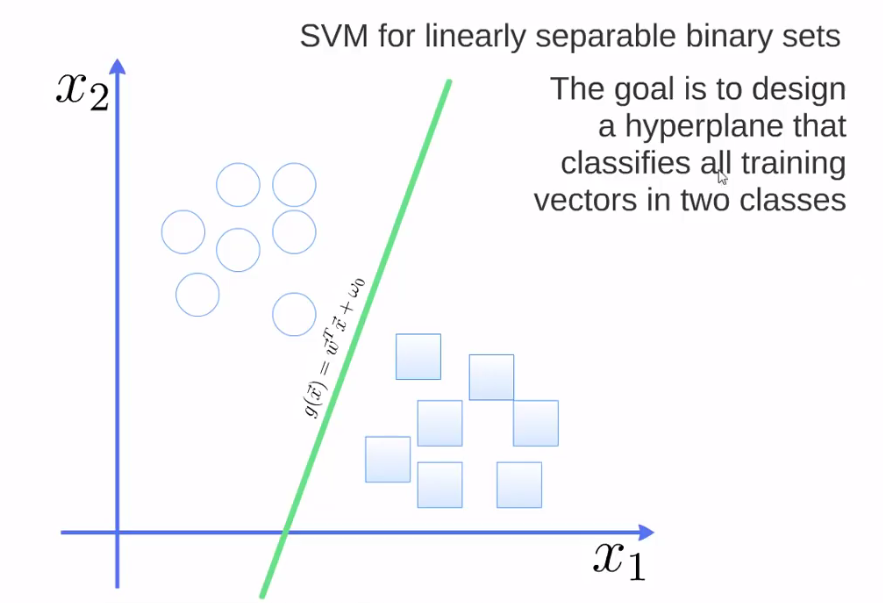 SVM for linearly separable binary sets
x₂
The goal is to design
a hyperplane that
classifies all training
vectors in two classes
g(x⃗) = w⃗ᵀx⃗ + ω₀
x₁